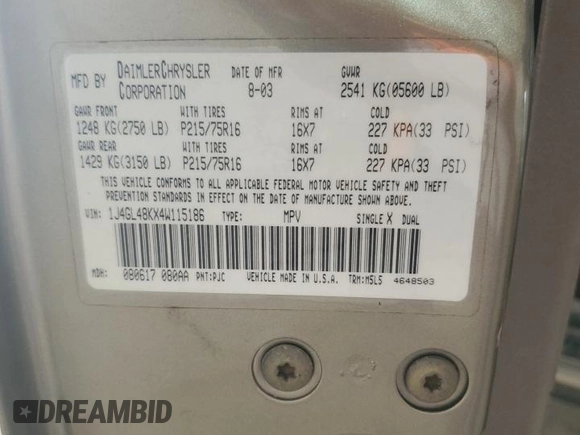 MFD BY DAIMLERCHRYSLER CORPORATION DATE OF MFR 8-03 GVWR 2541 KG(05600 LB)
GAWR FRONT WITH TIRES RIMS AT COLD
1248 KG(2750 LB) P215/75R16 16X7 227 KPA(33 PSI)
GAWR REAR WITH TIRES RIMS AT COLD
1429 KG(3150 LB) P215/75R16 16X7 227 KPA(33 PSI)
THIS VEHICLE CONFORMS TO ALL APPLICABLE FEDERAL MOTOR VEHICLE SAFETY AND THEFT
PREVENTION STANDARDS IN EFFECT ON THE DATE OF MANUFACTURE SHOWN ABOVE.
VIN: 1J4GL48KX4W115186 TYPE: MPV SINGLE X DUAL
MDH: 080617 080AA PNT:PJC VEHICLE MADE IN U.S.A. TRM:M5L5 4648503
DREAMBID